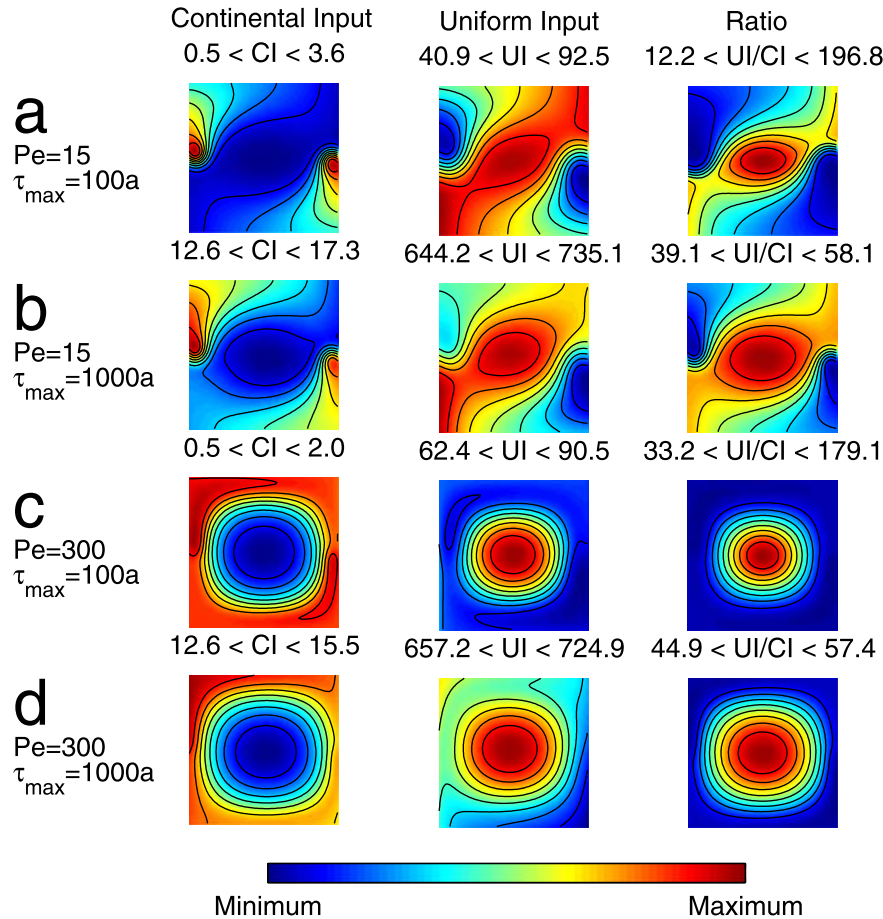 Continental Input Uniform Input Ratio
0.5 < CI < 3.6 40.9 < UI < 92.5 12.2 < UI/CI < 196.8
a
Pe=15
τmax=100a
12.6 < CI < 17.3 644.2 < UI < 735.1 39.1 < UI/CI < 58.1
b
Pe=15
τmax=1000a
0.5 < CI < 2.0 62.4 < UI < 90.5 33.2 < UI/CI < 179.1
c
Pe=300
τmax=100a
12.6 < CI < 15.5 657.2 < UI < 724.9 44.9 < UI/CI < 57.4
d
Pe=300
τmax=1000a
Minimum Maximum